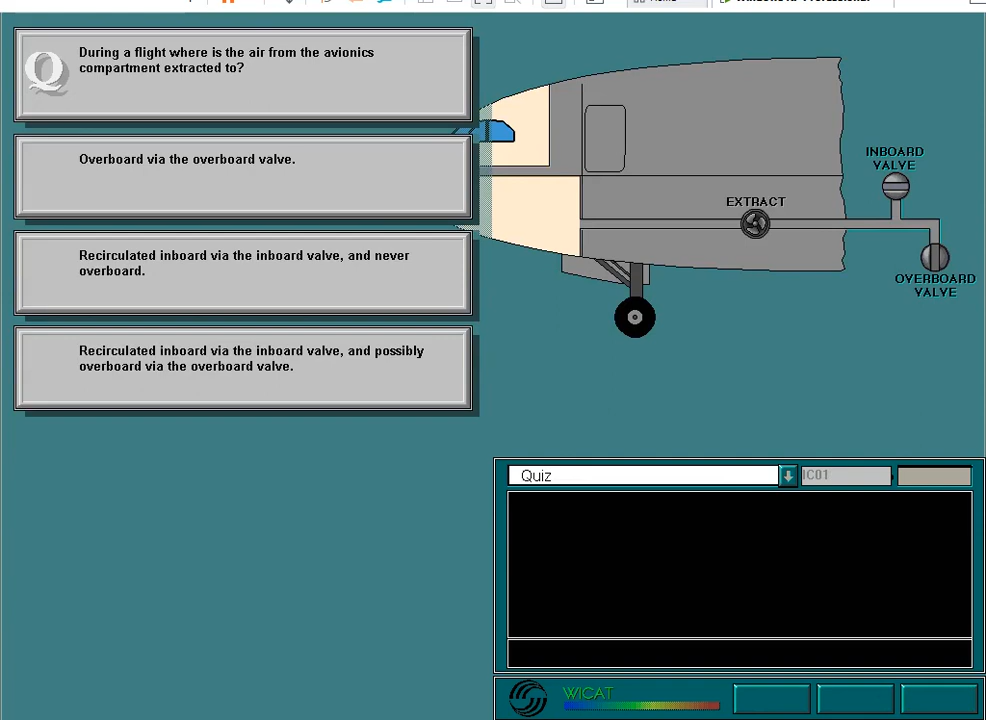 Q
During a flight where is the air from the avionics
compartment extracted to?
Overboard via the overboard valve.
Recirculated inboard via the inboard valve, and never
overboard.
Recirculated inboard via the inboard valve, and possibly
overboard via the overboard valve.
INBOARD
VALVE
EXTRACT
OVERBOARD
VALVE
Quiz
IC01
WICAT